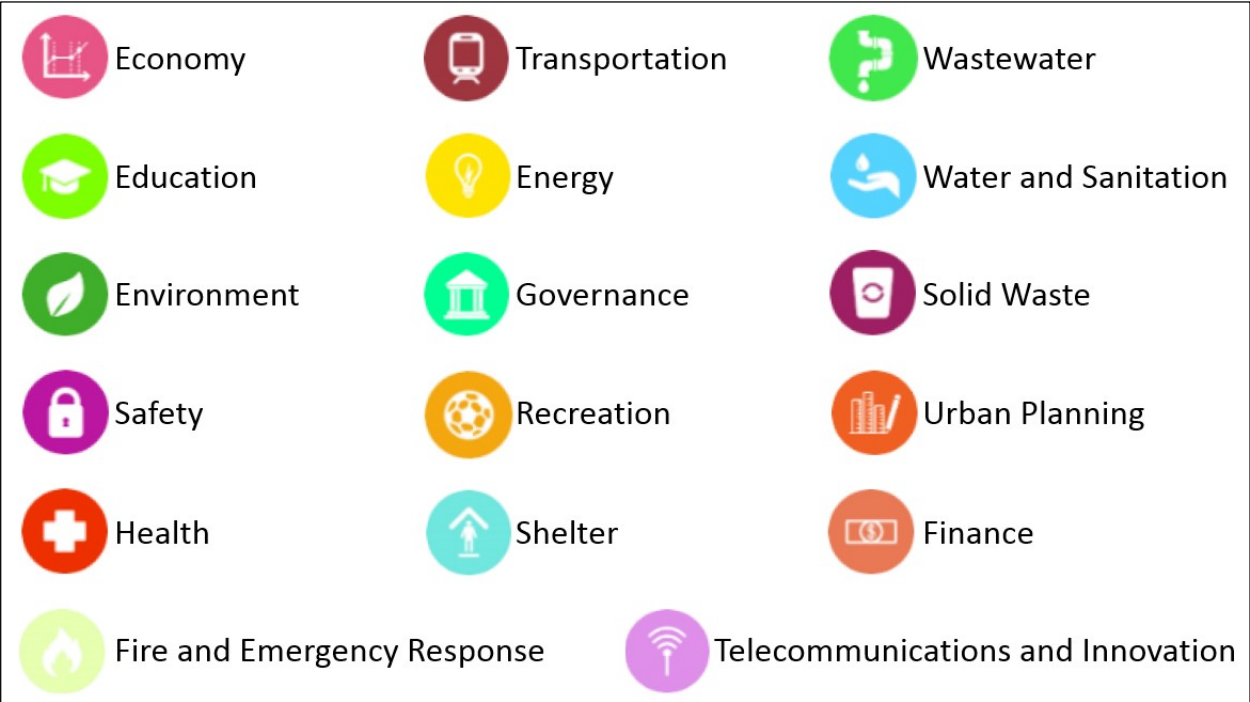 Economy
Transportation
Wastewater
Education
Energy
Water and Sanitation
Environment
Governance
Solid Waste
Safety
Recreation
Urban Planning
Health
Shelter
Finance
Fire and Emergency Response
Telecommunications and Innovation